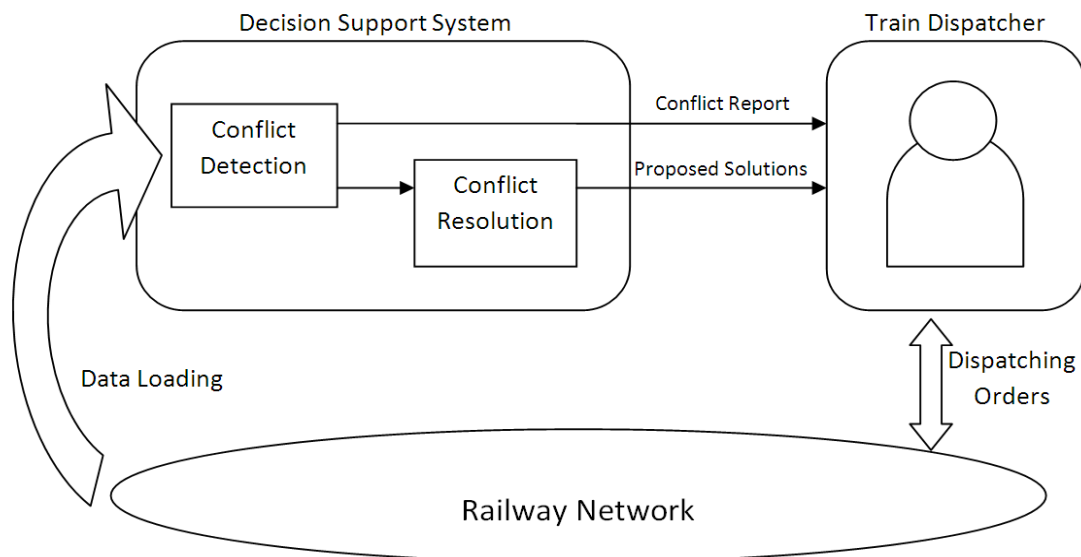 Decision Support System
Train Dispatcher
Conflict Report
Conflict
Detection
Proposed Solutions
Conflict
Resolution
Data Loading
Dispatching
Orders
Railway Network